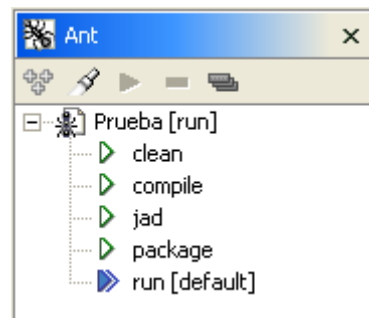 Ant
Prueba [run]
clean
compile
jad
package
run [default]